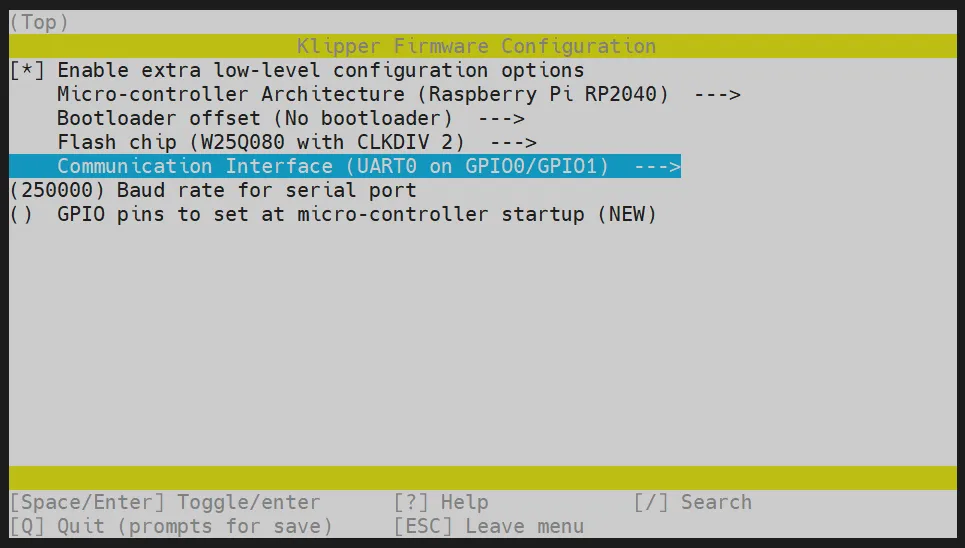 (Top)
Klipper Firmware Configuration
[*] Enable extra low-level configuration options
Micro-controller Architecture (Raspberry Pi RP2040)  --->
Bootloader offset (No bootloader)  --->
Flash chip (W25Q080 with CLKDIV 2)  --->
Communication Interface (UART0 on GPIO0/GPIO1)  --->
(250000) Baud rate for serial port
()  GPIO pins to set at micro-controller startup (NEW)
[Space/Enter] Toggle/enter [?] Help [/] Search
[Q] Quit (prompts for save) [ESC] Leave menu